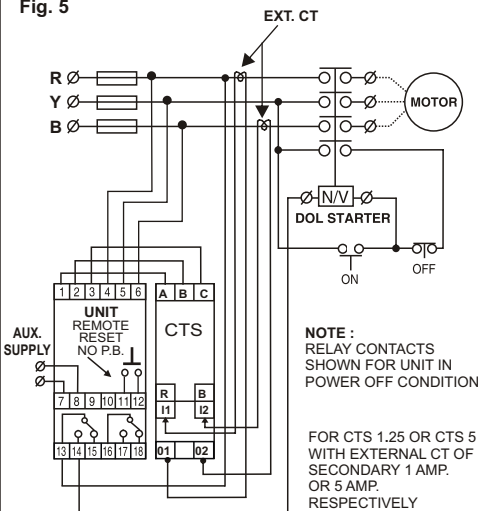 Fig. 5
EXT. CT
R
Y
B
MOTOR
N/V
DOL STARTER
ON
OFF
1 2 3 4 5 6
A B C
UNIT
REMOTE
RESET
NO P.B.
CTS
AUX.
SUPPLY
R B
I1 I2
7 8 9 10 11 12
13 14 15 16 17 18
01 02
NOTE :
RELAY CONTACTS
SHOWN FOR UNIT IN
POWER OFF CONDITION
FOR CTS 1.25 OR CTS 5
WITH EXTERNAL CT OF
SECONDARY 1 AMP.
OR 5 AMP.
RESPECTIVELY